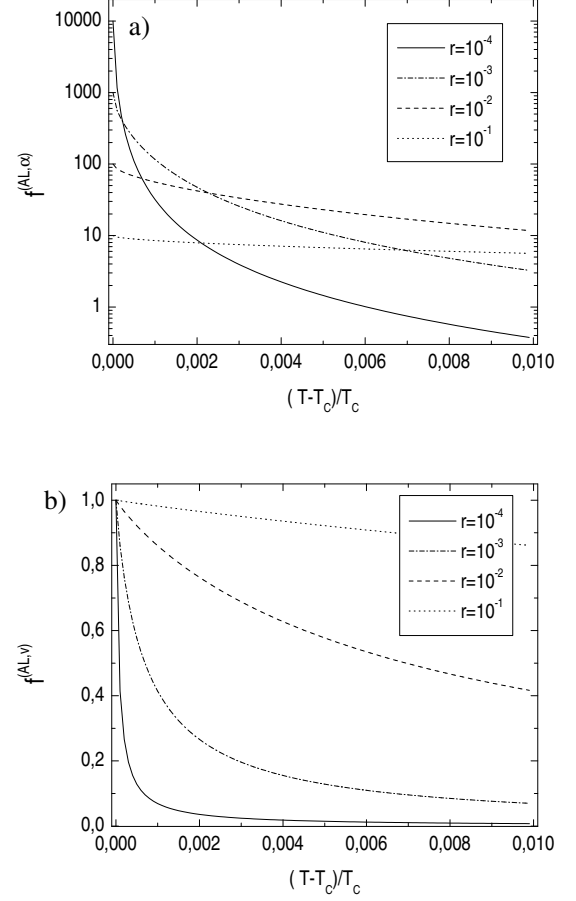 a)
10000
1000
100
10
1
f^(AL,α)
r=10^-4
r=10^-3
r=10^-2
r=10^-1
0,000 0,002 0,004 0,006 0,008 0,010
( T-T_C)/T_C
b)
1,0
0,8
0,6
0,4
0,2
0,0
f^(AL,v)
r=10^-4
r=10^-3
r=10^-2
r=10^-1
0,000 0,002 0,004 0,006 0,008 0,010
( T-T_C)/T_C